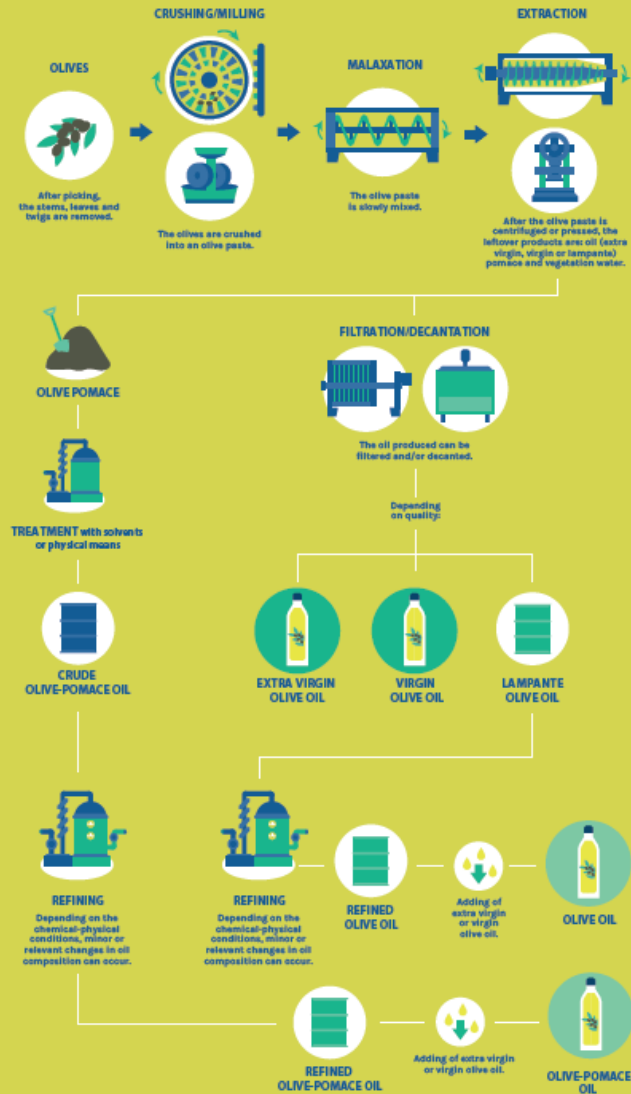 CRUSHING/MILLING
EXTRACTION
OLIVES
MALAXATION
After picking,
the stems, leaves and
twigs are removed.
The olives are crushed
into an olive paste.
The olive paste
is slowly mixed.
After the olive paste is
centrifuged or pressed, the
leftover products are: oil (extra
virgin, virgin or lampante)
pomace and vegetation water.
OLIVE POMACE
FILTRATION/DECANTATION
The oil produced can be
filtered and/or decanted.
TREATMENT with solvents
or physical means
Depending
on quality:
CRUDE
OLIVE-POMACE OIL
EXTRA VIRGIN
OLIVE OIL
VIRGIN
OLIVE OIL
LAMPANTE
OLIVE OIL
REFINING
Depending on the
chemical-physical
conditions, minor or
relevant changes in oil
composition can occur.
REFINING
Depending on the
chemical-physical
conditions, minor or
relevant changes in oil
composition can occur.
REFINED
OLIVE OIL
Adding of
extra virgin
or virgin
olive oil.
OLIVE OIL
REFINED
OLIVE-POMACE OIL
Adding of extra virgin
or virgin olive oil.
OLIVE-POMACE
OIL